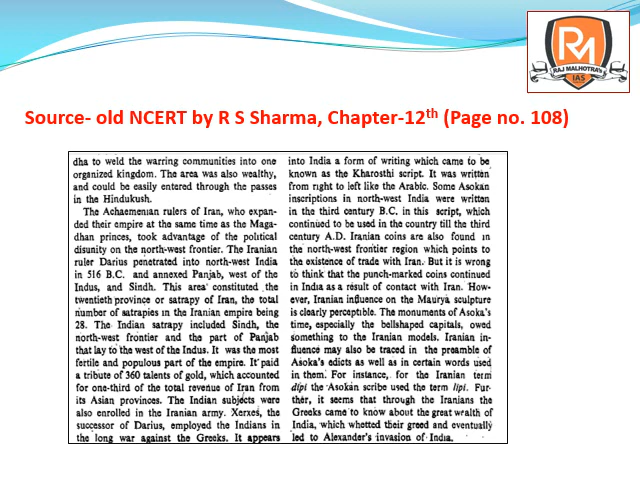 RM
RAJ MALHOTRA'S
IAS
Source- old NCERT by R S Sharma, Chapter-12th (Page no. 108)
dha to weld the warring communities into one
organized kingdom. The area was also wealthy,
and could be easily entered through the passes
in the Hindukush.
The Achaemenian rulers of Iran, who expan-
ded their empire at the same time as the Maga-
dhan princes, took advantage of the political
disunity on the north-west frontier. The Iranian
ruler Darius penetrated into north-west India
in 516 B.C. and annexed Panjab, west of the
Indus, and Sindh. This area constituted the
twentieth province or satrapy of Iran, the total
number of satrapies in the Iranian empire being
28. The Indian satrapy included Sindh, the
north-west frontier and the part of Panjab
that lay to the west of the Indus. It was the most
fertile and populous part of the empire. It paid
a tribute of 360 talents of gold, which accounted
for one-third of the total revenue of Iran from
its Asian provinces. The Indian subjects were
also enrolled in the Iranian army. Xerxes, the
successor of Darius, employed the Indians in
the long war against the Greeks. It appears
into India a form of writing which came to be
known as the Kharosthi script. It was written
from right to left like the Arabic. Some Asokan
inscriptions in north-west India were written
in the third century B.C. in this script, which
continued to be used in the country till the third
century A.D. Iranian coins are also found in
the north-west frontier region which points to
the existence of trade with Iran. But it is wrong
to think that the punch-marked coins continued
in India as a result of contact with Iran. How-
ever, Iranian influence on the Maurya sculpture
is clearly perceptible. The monuments of Asoka's
time, especially the bellshaped capitals, owed
something to the Iranian models. Iranian in-
fluence may also be traced in the preamble of
Asoka's edicts as well as in certain words used
in them. For instance, for the Iranian term
dipi the Asokan scribe used the term lipi. Fur-
ther, it seems that through the Iranians the
Greeks came to know about the great wealth of
India, which whetted their greed and eventually
led to Alexander's invasion of India.